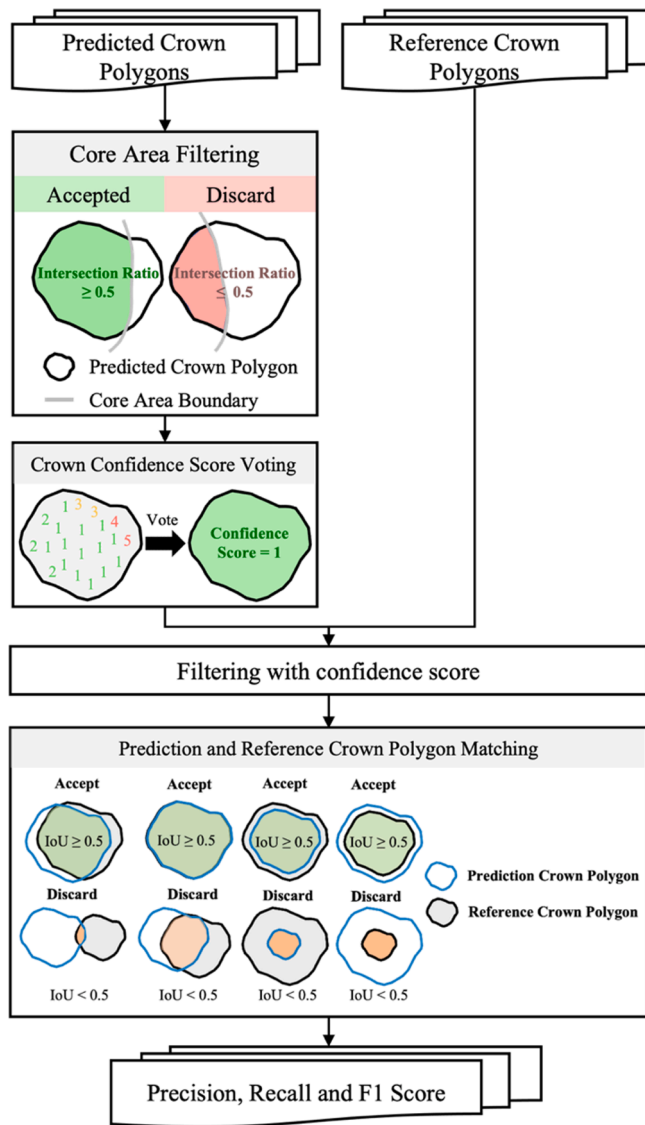 Predicted Crown
Polygons
Reference Crown
Polygons
Core Area Filtering
Accepted
Discard
Intersection Ratio
≥ 0.5
Intersection Ratio
≤ 0.5
Predicted Crown Polygon
Core Area Boundary
Crown Confidence Score Voting
1 3 3 4
2 1 1 1 1 5
2 1 1 1 1 1
2 1 1 1 1 1
1
Vote
Confidence
Score = 1
Filtering with confidence score
Prediction and Reference Crown Polygon Matching
Accept
Accept
Accept
Accept
IoU ≥ 0.5
IoU ≥ 0.5
IoU ≥ 0.5
IoU ≥ 0.5
Prediction Crown Polygon
Reference Crown Polygon
Discard
Discard
Discard
Discard
IoU < 0.5
IoU < 0.5
IoU < 0.5
IoU < 0.5
Precision, Recall and F1 Score